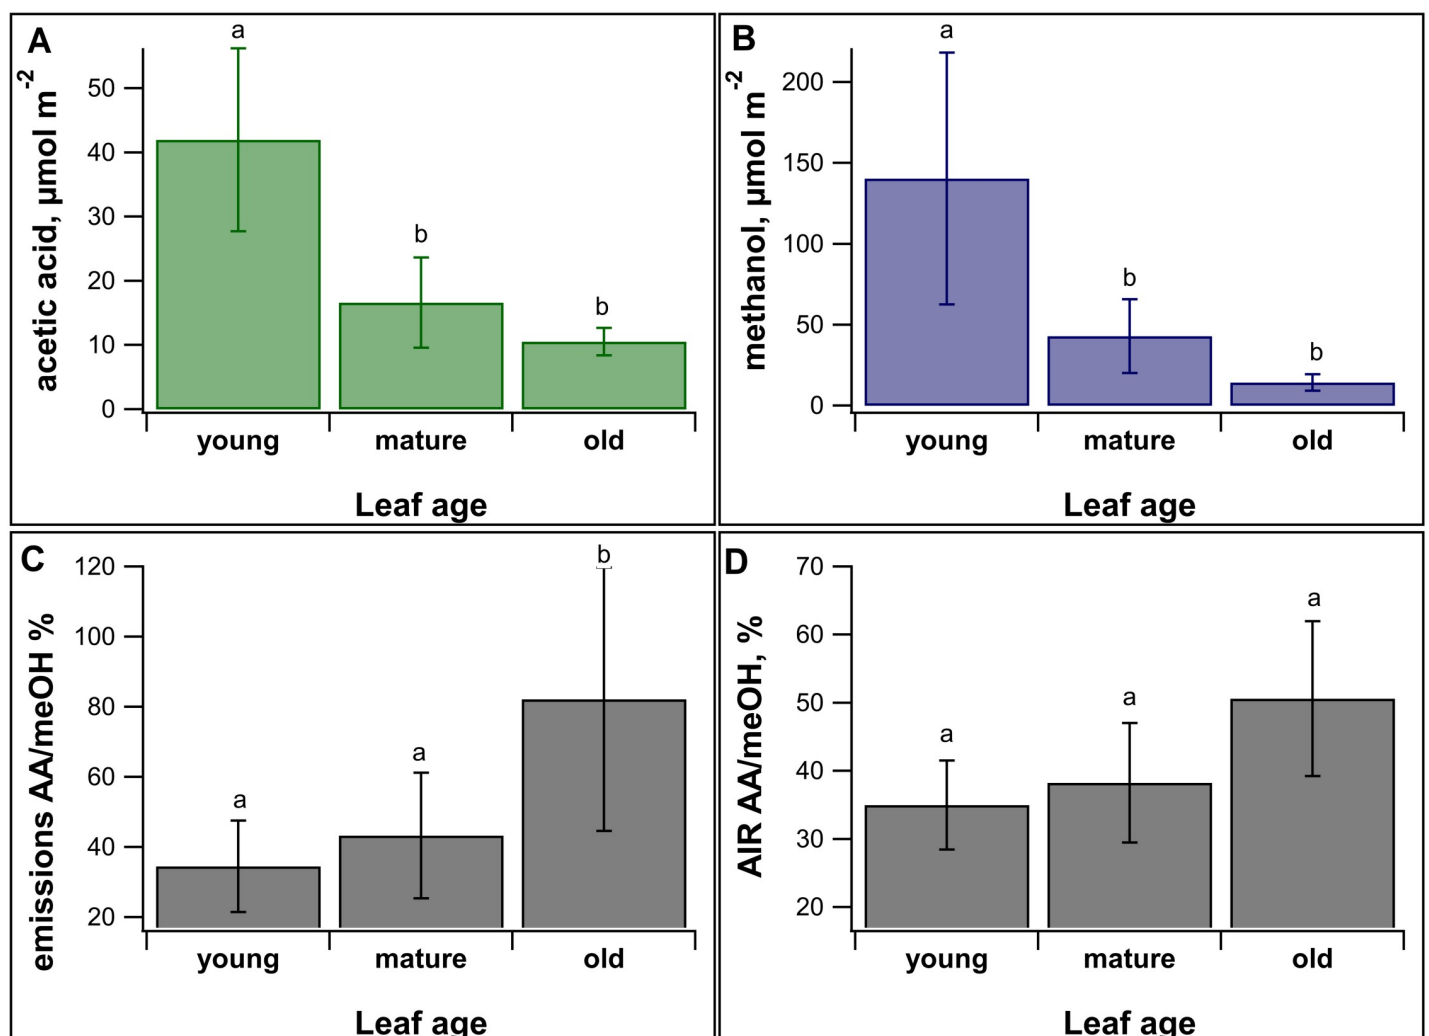 A
acetic acid, µmol m-2
50
40
30
20
10
0
a
b
b
young mature old
Leaf age
B
methanol, µmol m-2
200
150
100
50
0
a
b
b
young mature old
Leaf age
C
emissions AA/meOH %
120
100
80
60
40
20
a
a
b
young mature old
Leaf age
D
AIR AA/meOH, %
70
60
50
40
30
20
a
a
a
young mature old
Leaf age